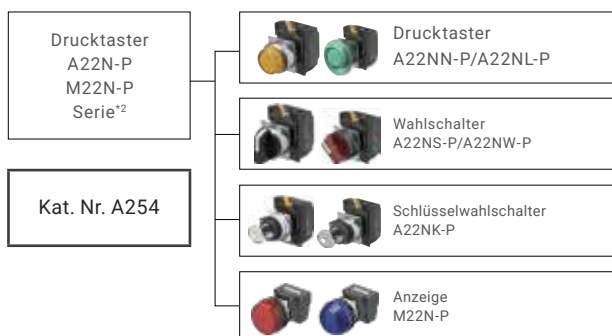 Drucktaster
A22N-P
M22N-P
Serie*2
Kat. Nr. A254
Drucktaster
A22NN-P/A22NL-P
Wahlschalter
A22NS-P/A22NW-P
Schlüsselwahlschalter
A22NK-P
Anzeige
M22N-P